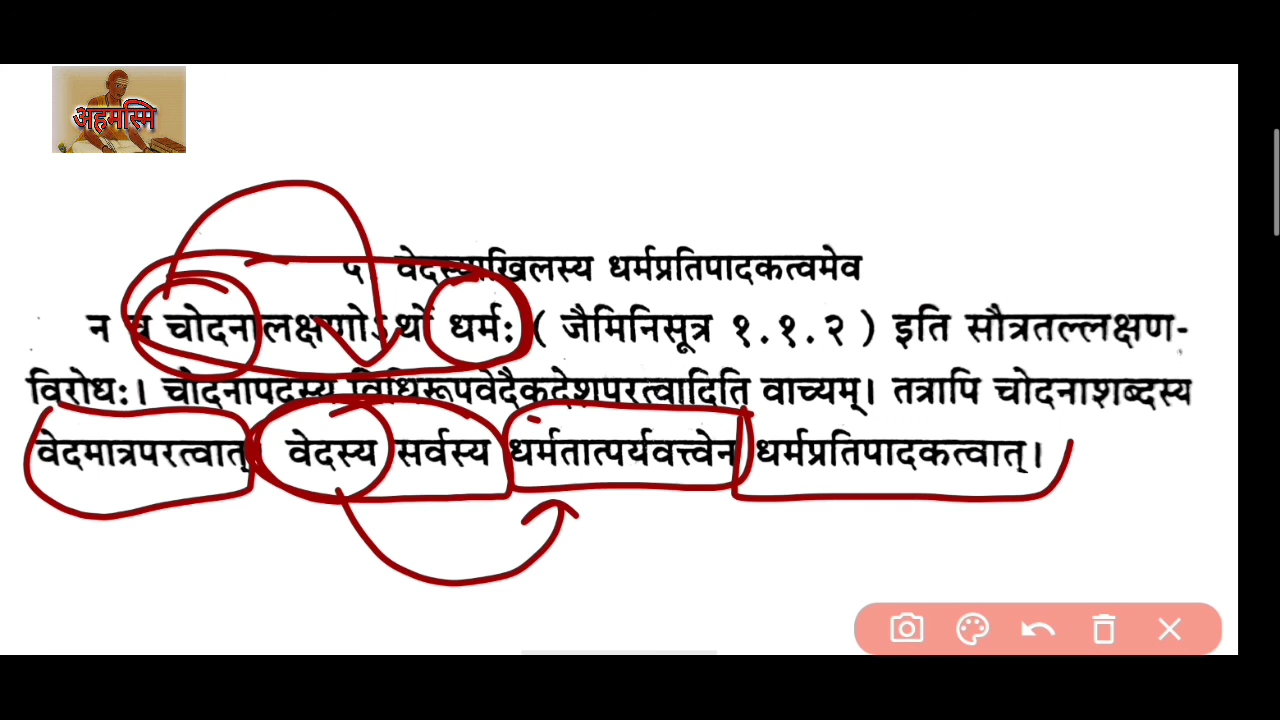 अहमस्मि
५ वेदस्याखिलस्य धर्मप्रतिपादकत्वमेव
न च चोदनालक्षणोऽर्थो धर्मः ( जैमिनिसूत्र १.१.२ ) इति सौत्रतल्लक्षण-
विरोधः। चोदनापदस्य विधिरूपवेदैकदेशपरत्वादिति वाच्यम्। तत्रापि चोदनाशब्दस्य
वेदमात्रपरत्वात् वेदस्य सर्वस्य धर्मतात्पर्यवत्त्वेन धर्मप्रतिपादकत्वात्।